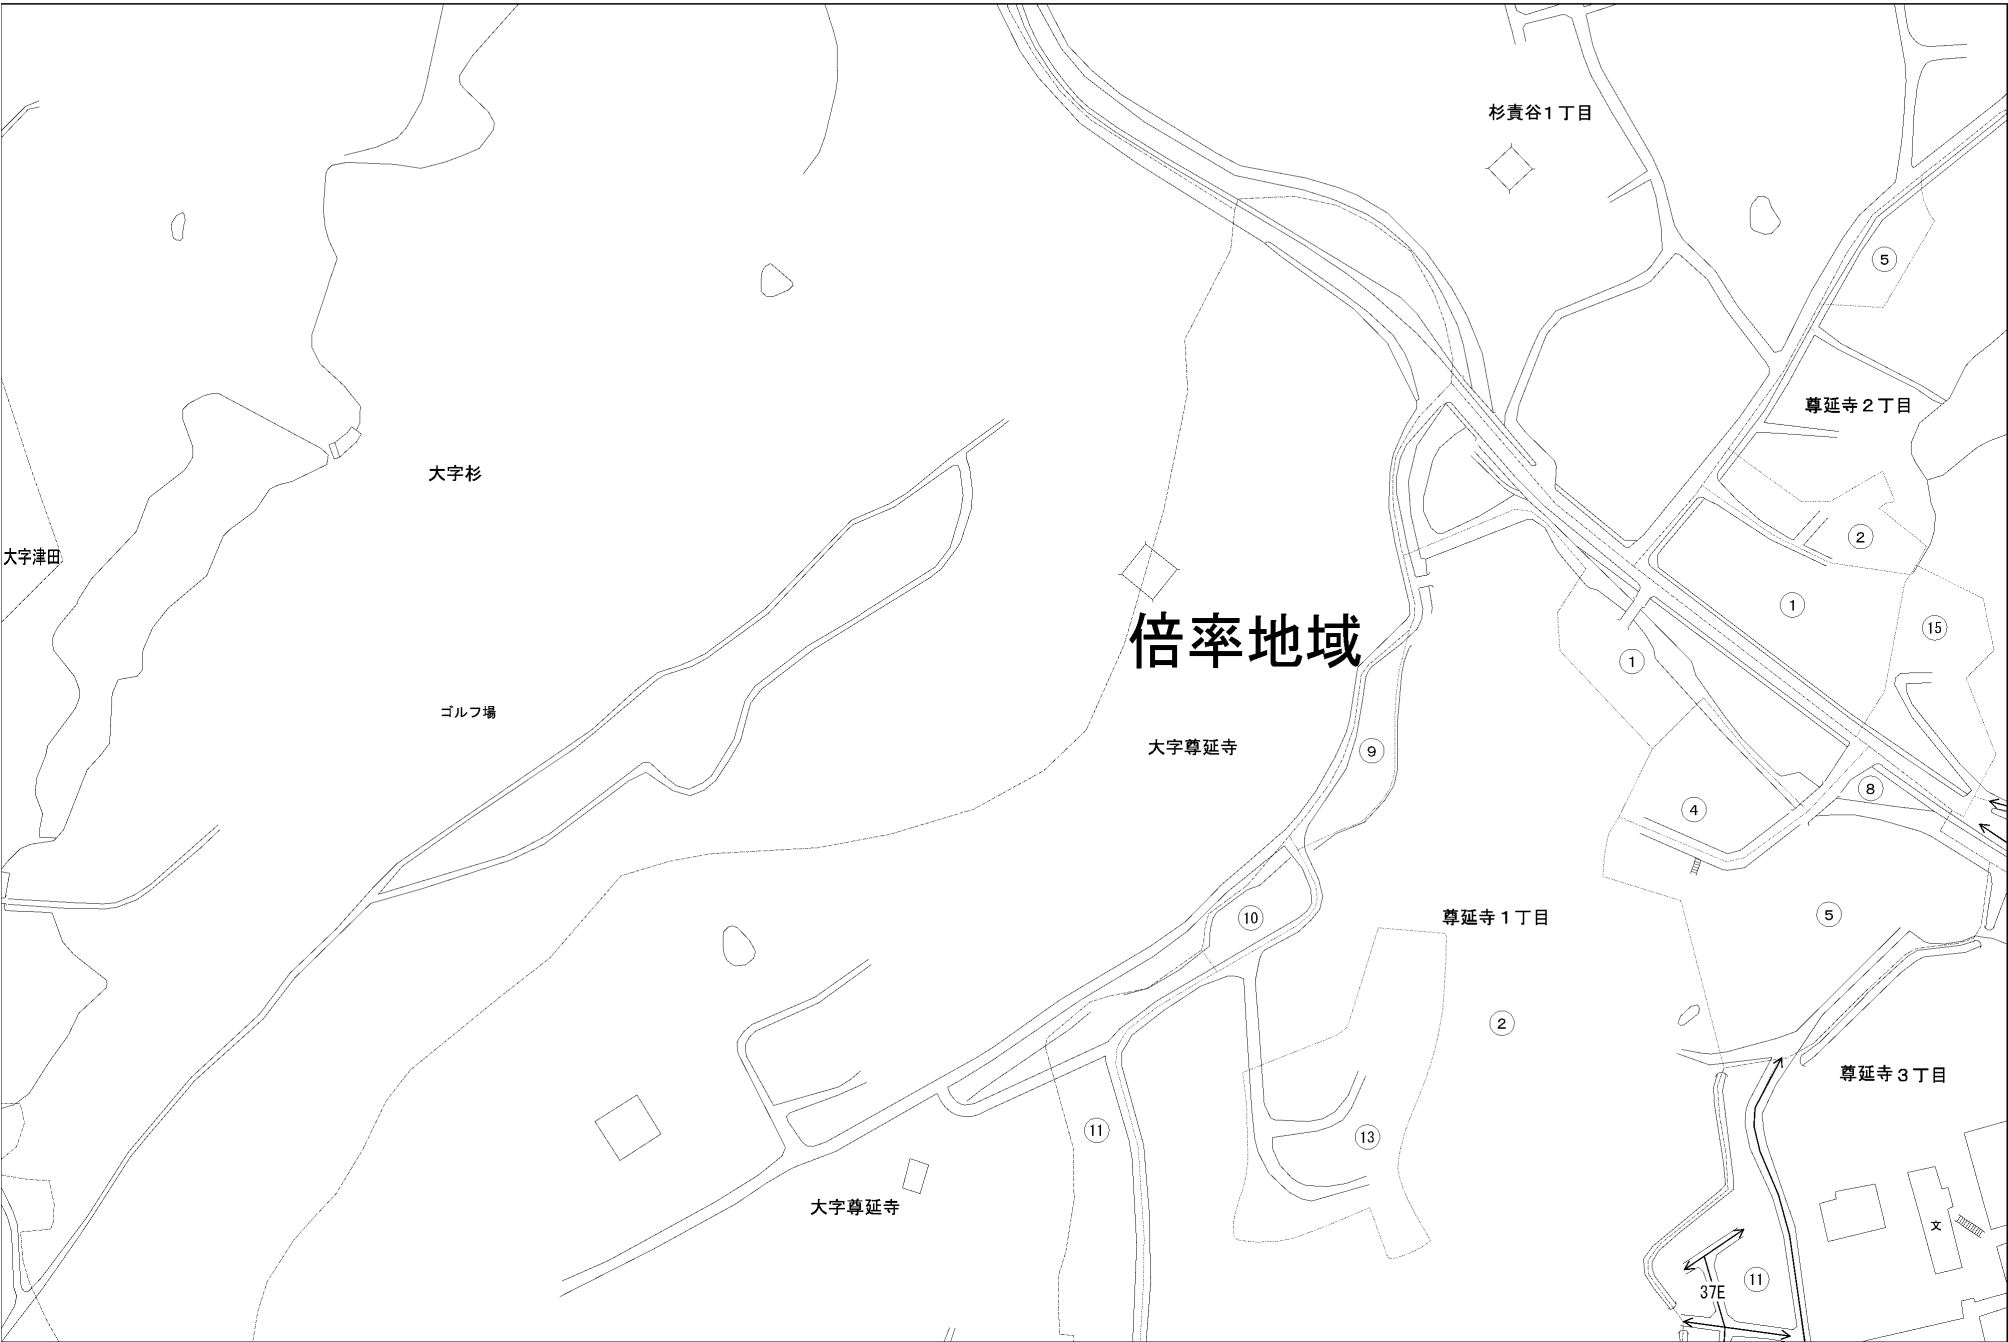 杉責谷1丁目
5
尊延寺2丁目
大字杉
2
大字津田
1
15
倍率地域
1
ゴルフ場
大字尊延寺
9
8
4
10
尊延寺1丁目
5
2
尊延寺3丁目
11
13
大字尊延寺
文
11
37E